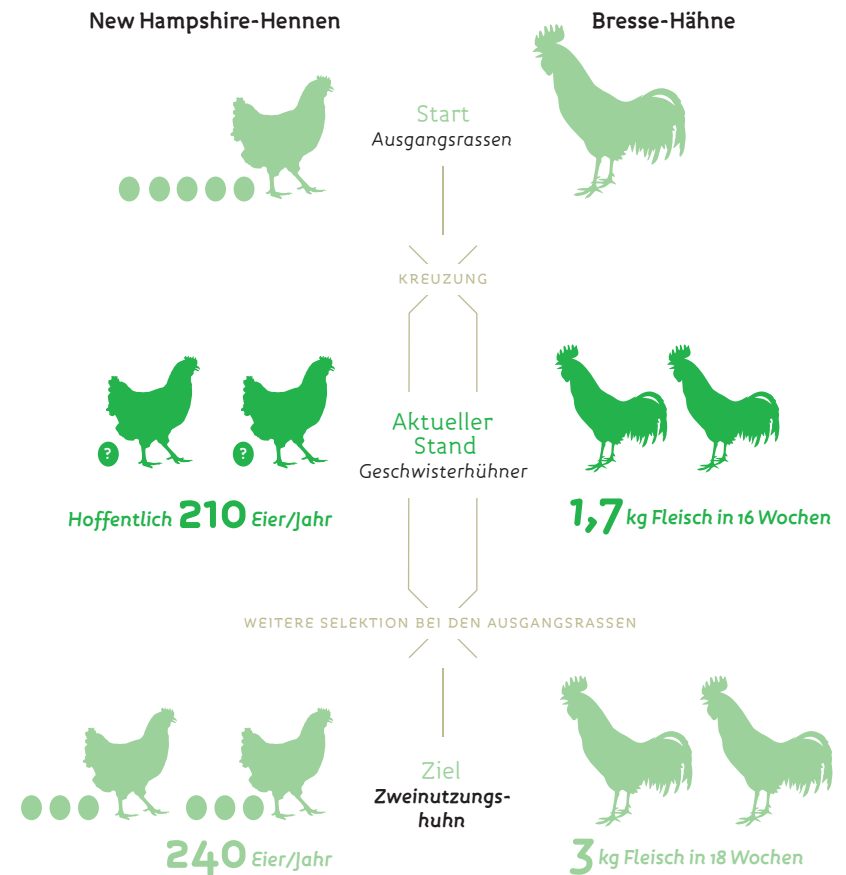 New Hampshire-Hennen
Bresse-Hähne
Start
Ausgangsrassen
KREUZUNG
Aktueller
Stand
Geschwisterhühner
? ?
Hoffentlich 210 Eier/Jahr
1,7 kg Fleisch in 16 Wochen
WEITERE SELEKTION BEI DEN AUSGANGSRASSEN
Ziel
Zweinutzungs-
huhn
240 Eier/Jahr
3 kg Fleisch in 18 Wochen